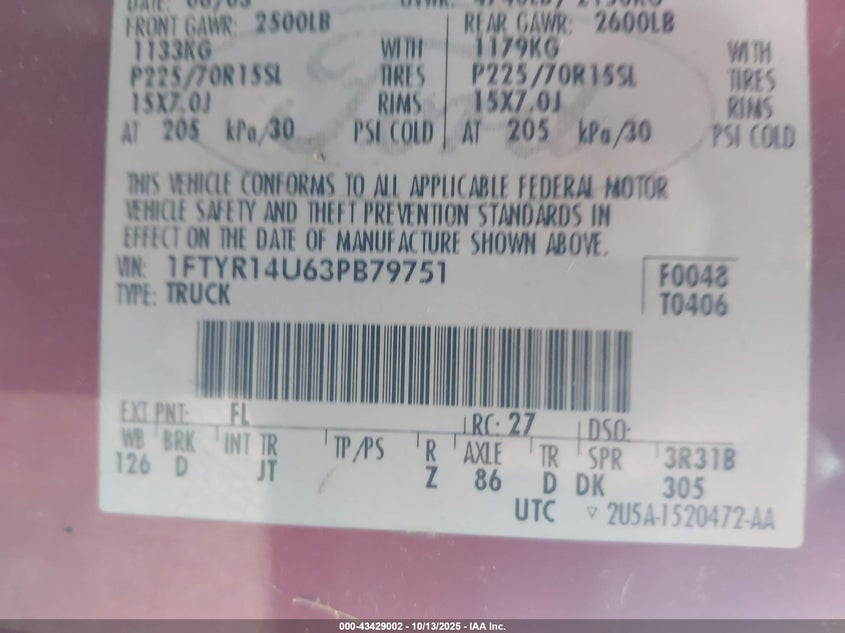 FRONT GAWR: 2500LB REAR GAWR: 2600LB
1133KG WITH 1179KG WITH
P225/70R15SL TIRES P225/70R15SL TIRES
15X7.0J RIMS 15X7.0J RIMS
AT 205 kPa/30 PSI COLD AT 205 kPa/30 PSI COLD
Ford
THIS VEHICLE CONFORMS TO ALL APPLICABLE FEDERAL MOTOR
VEHICLE SAFETY AND THEFT PREVENTION STANDARDS IN
EFFECT ON THE DATE OF MANUFACTURE SHOWN ABOVE.
VIN: 1FTYR14U63PB79751 F0048
TYPE: TRUCK T0406
EXT PNT: FL RC: 27 DSO:
WB BRK INT TR TP/PS R AXLE TR SPR 3R31B
126 D JT Z 86 D DK 305
UTC ▽ 2U5A-1520472-AA
000-43429002 - 10/13/2025 - IAA Inc.